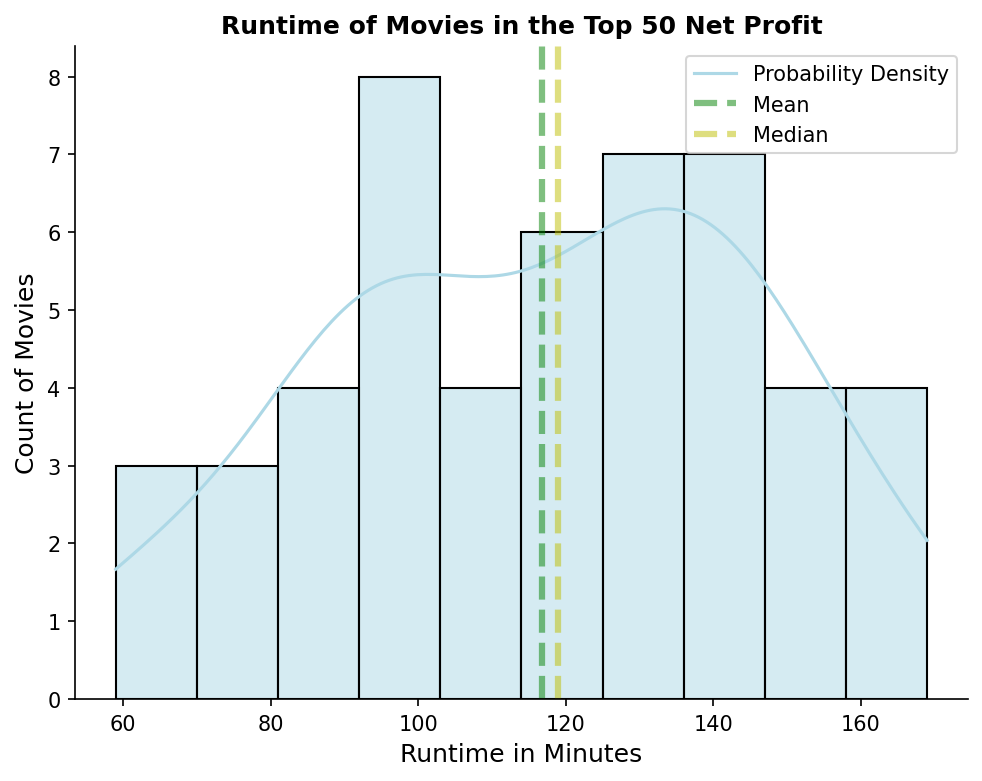 Runtime of Movies in the Top 50 Net Profit
Probability Density
Mean
Median
Count of Movies
8
7
6
5
4
3
2
1
0
60 80 100 120 140 160
Runtime in Minutes